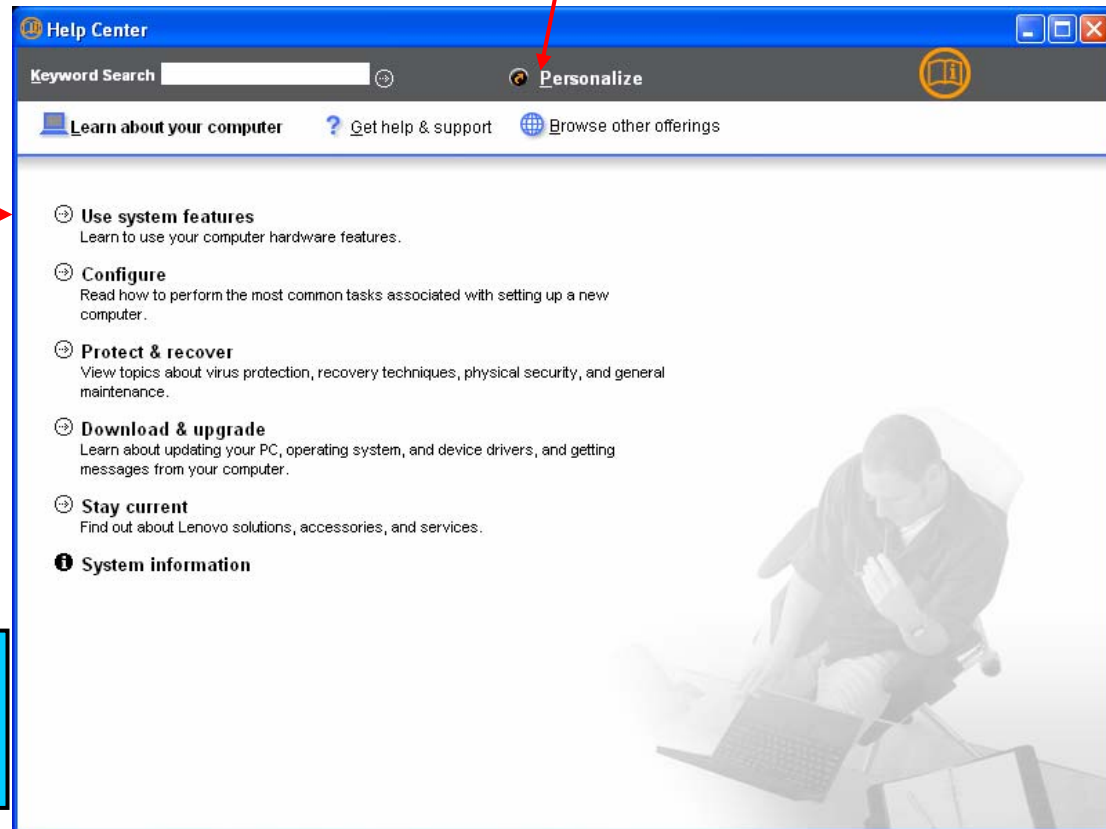 Help Center
Keyword Search
Personalize
Learn about your computer
Get help & support
Browse other offerings
Use system features
Learn to use your computer hardware features.
Configure
Read how to perform the most common tasks associated with setting up a new
computer.
Protect & recover
View topics about virus protection, recovery techniques, physical security, and general
maintenance.
Download & upgrade
Learn about updating your PC, operating system, and device drivers, and getting
messages from your computer.
Stay current
Find out about Lenovo solutions, accessories, and services.
System information